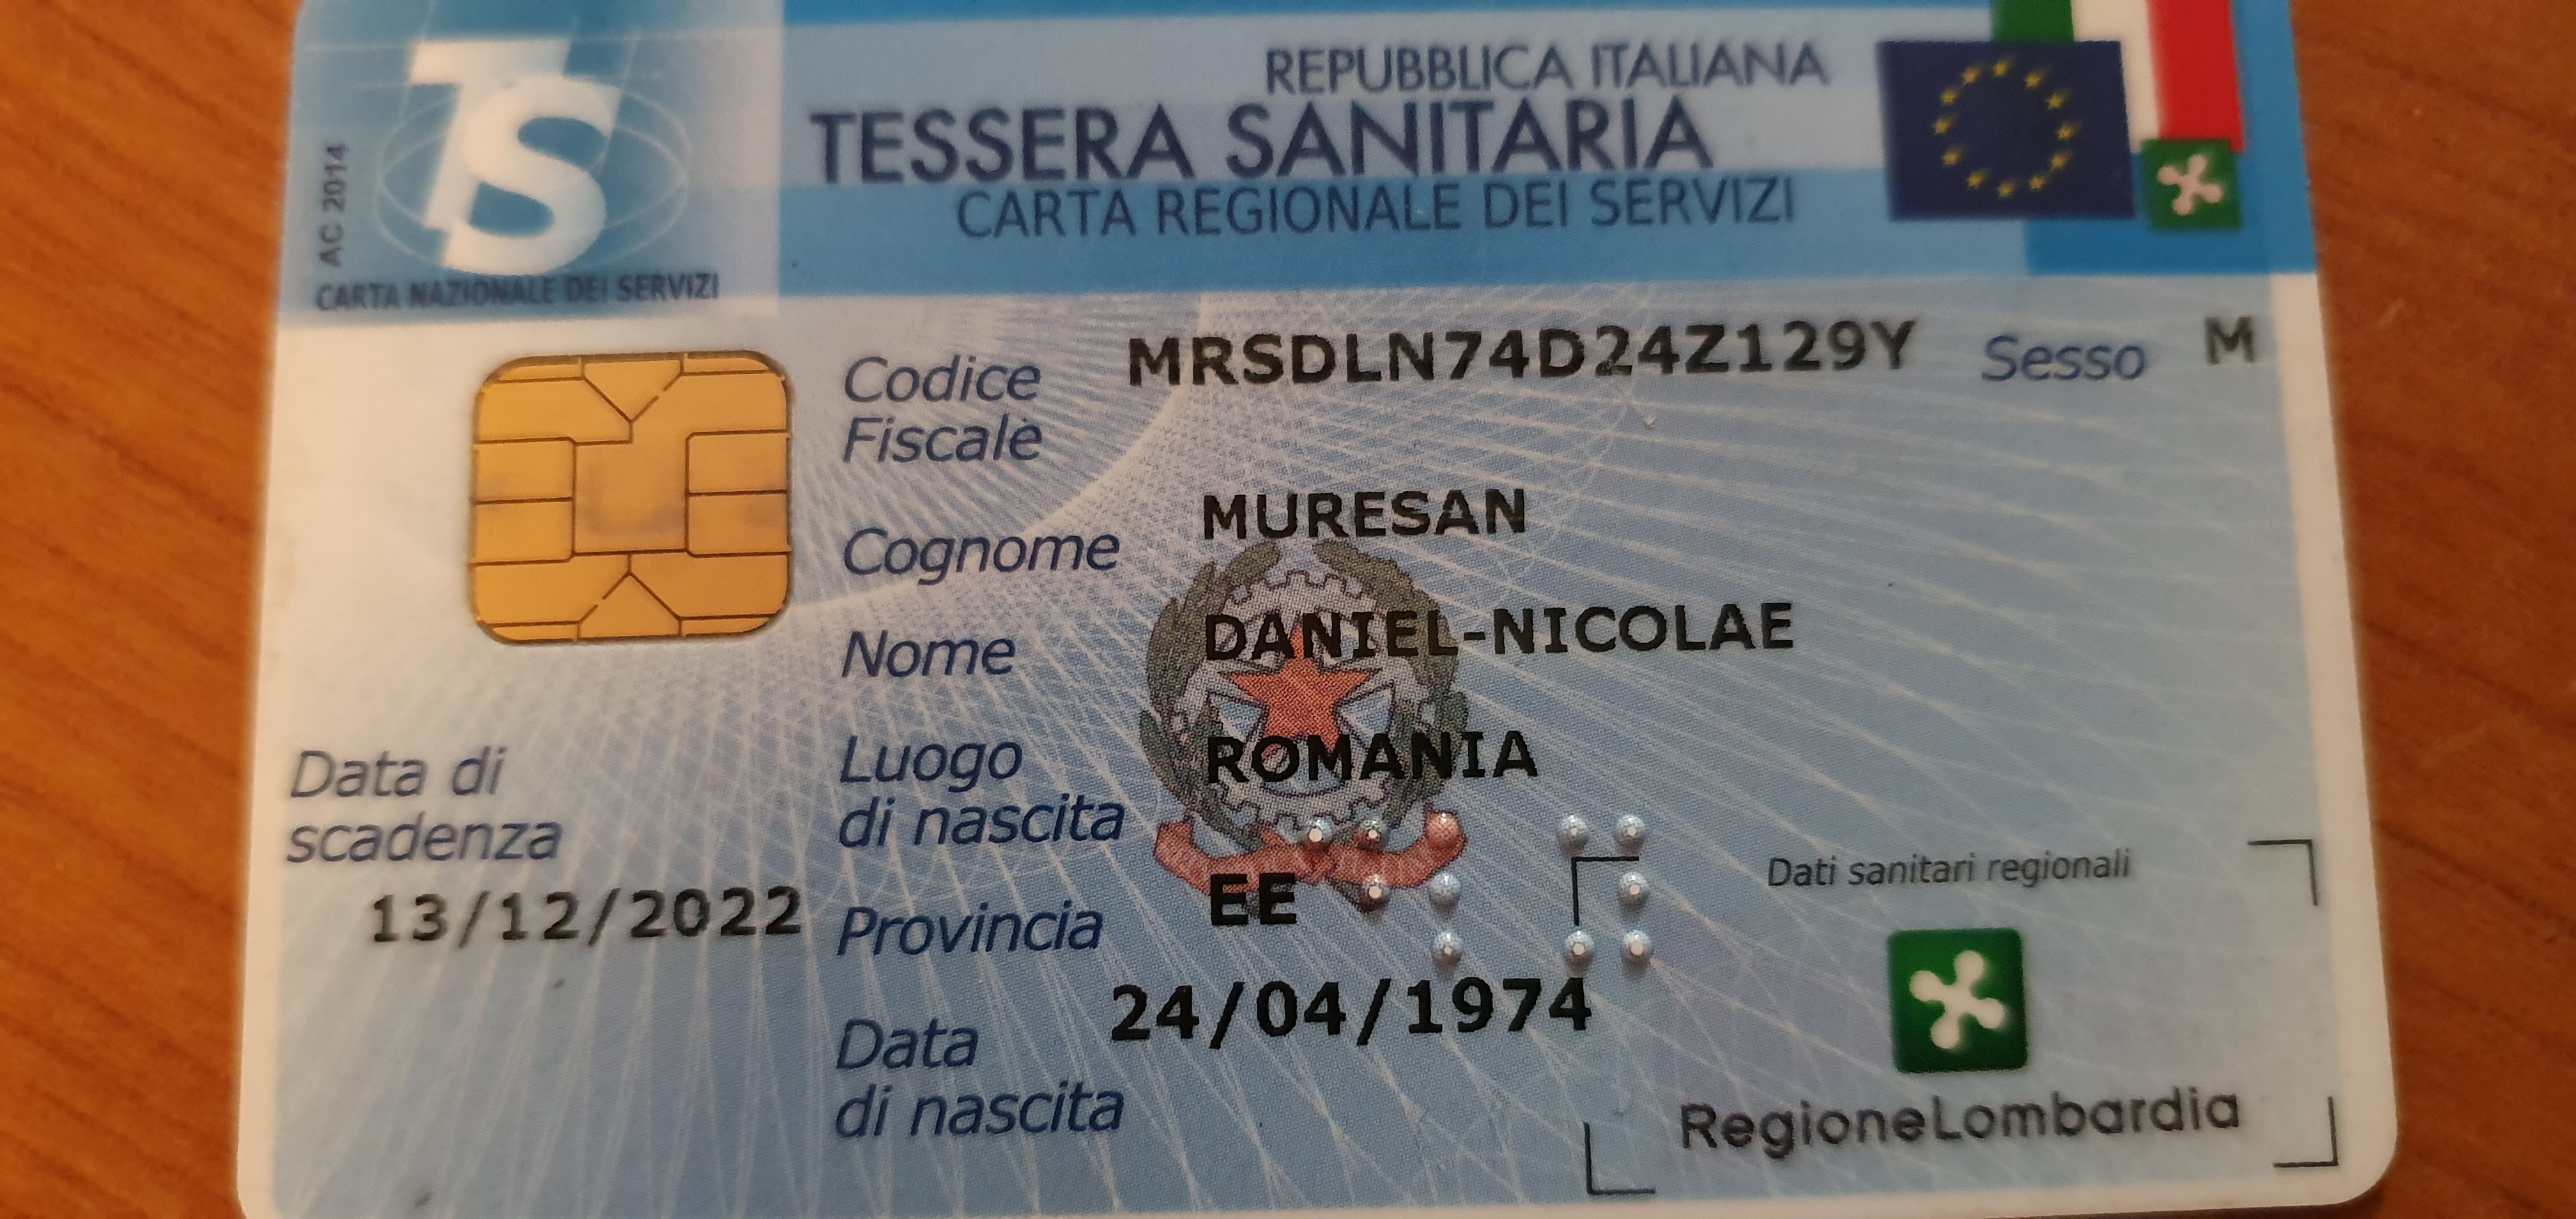 REPUBBLICA ITALIANA
TESSERA SANITARIA
CARTA REGIONALE DEI SERVIZI
TS
CARTA NAZIONALE DEI SERVIZI
AC 2014
Codice Fiscale MRSDLN74D24Z129Y Sesso M
Cognome MURESAN
Nome DANIEL-NICOLAE
Luogo di nascita ROMANIA
Provincia EE
Data di nascita 24/04/1974
Data di scadenza
13/12/2022
Dati sanitari regionali
RegioneLombardia